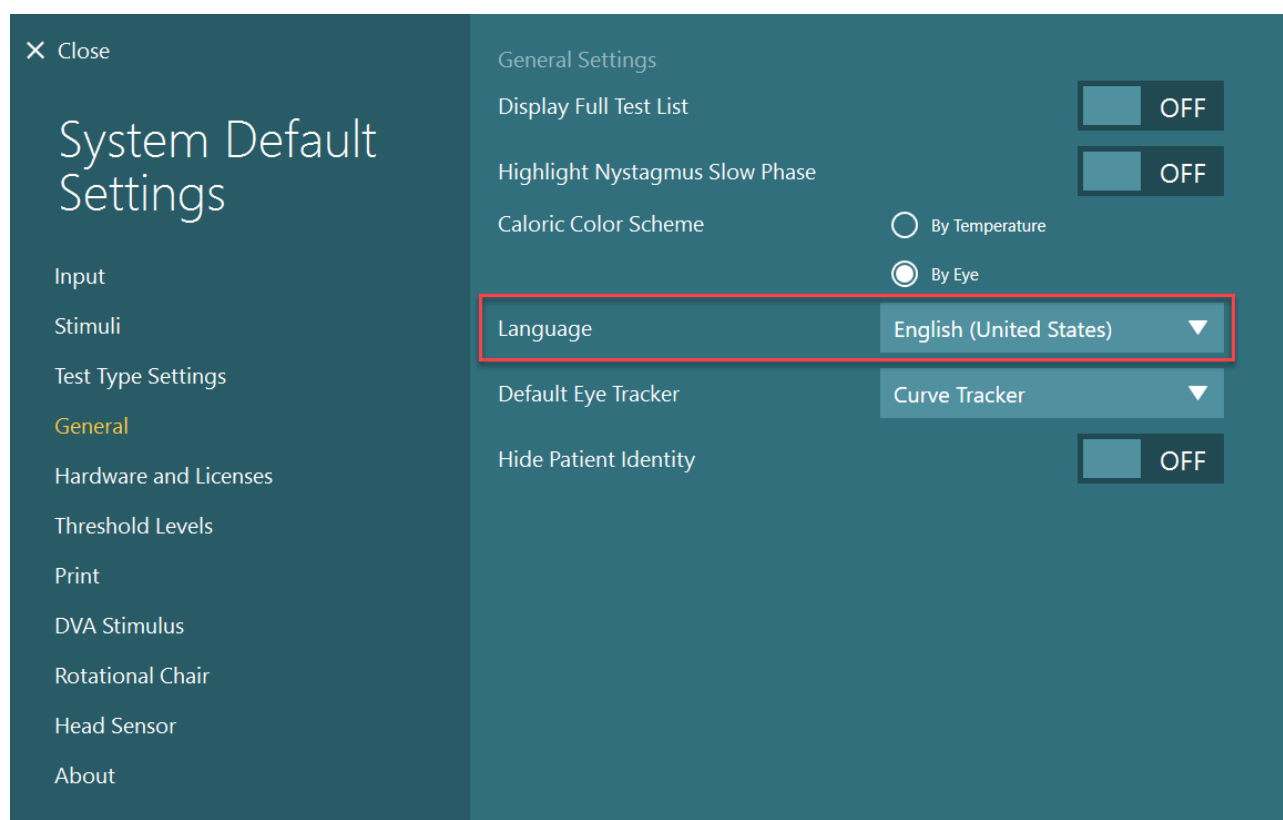 Close
System Default
Settings
Input
Stimuli
Test Type Settings
General
Hardware and Licenses
Threshold Levels
Print
DVA Stimulus
Rotational Chair
Head Sensor
About
General Settings
Display Full Test List OFF
Highlight Nystagmus Slow Phase OFF
Caloric Color Scheme By Temperature
By Eye
Language English (United States)
Default Eye Tracker Curve Tracker
Hide Patient Identity OFF